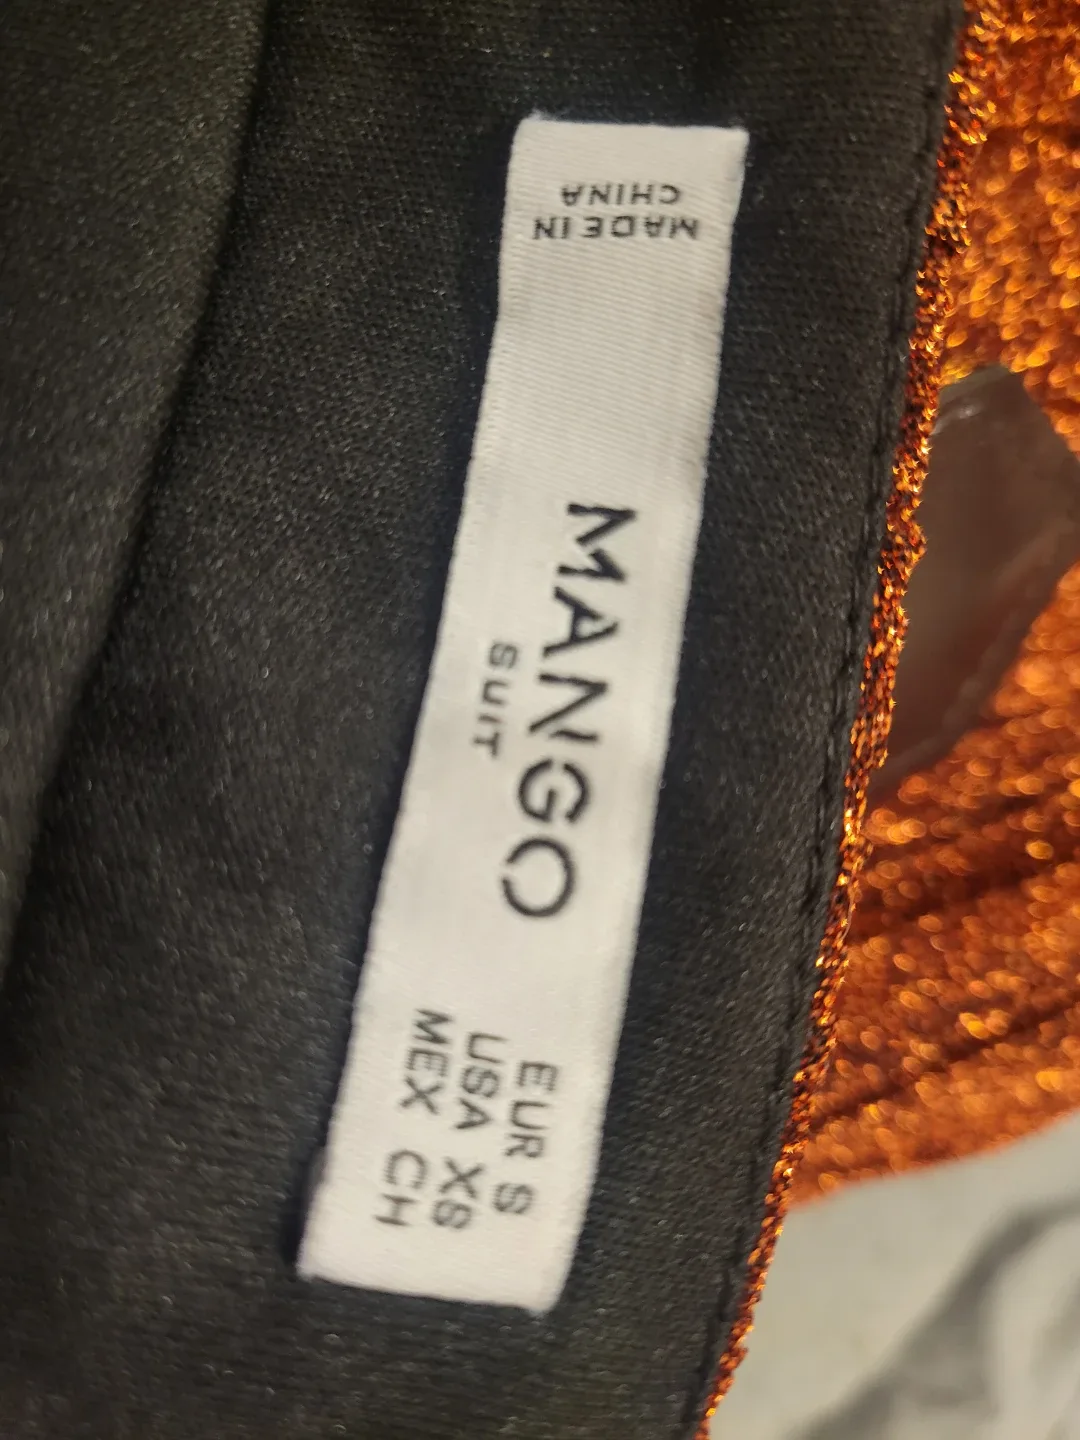 MADE IN
CHINA
MANGO
SUIT
EUR S
USA XS
MEX CH